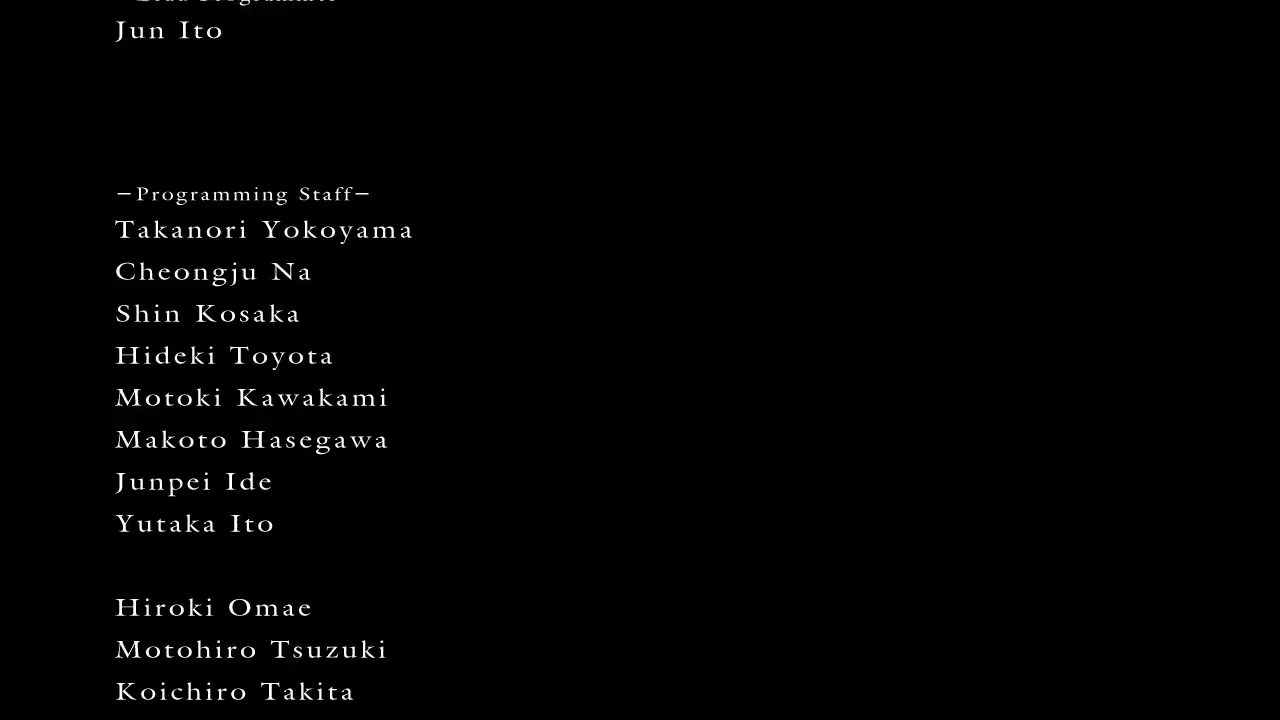 Jun Ito
−Programming Staff−
Takanori Yokoyama
Cheongju Na
Shin Kosaka
Hideki Toyota
Motoki Kawakami
Makoto Hasegawa
Junpei Ide
Yutaka Ito
Hiroki Omae
Motohiro Tsuzuki
Koichiro Takita